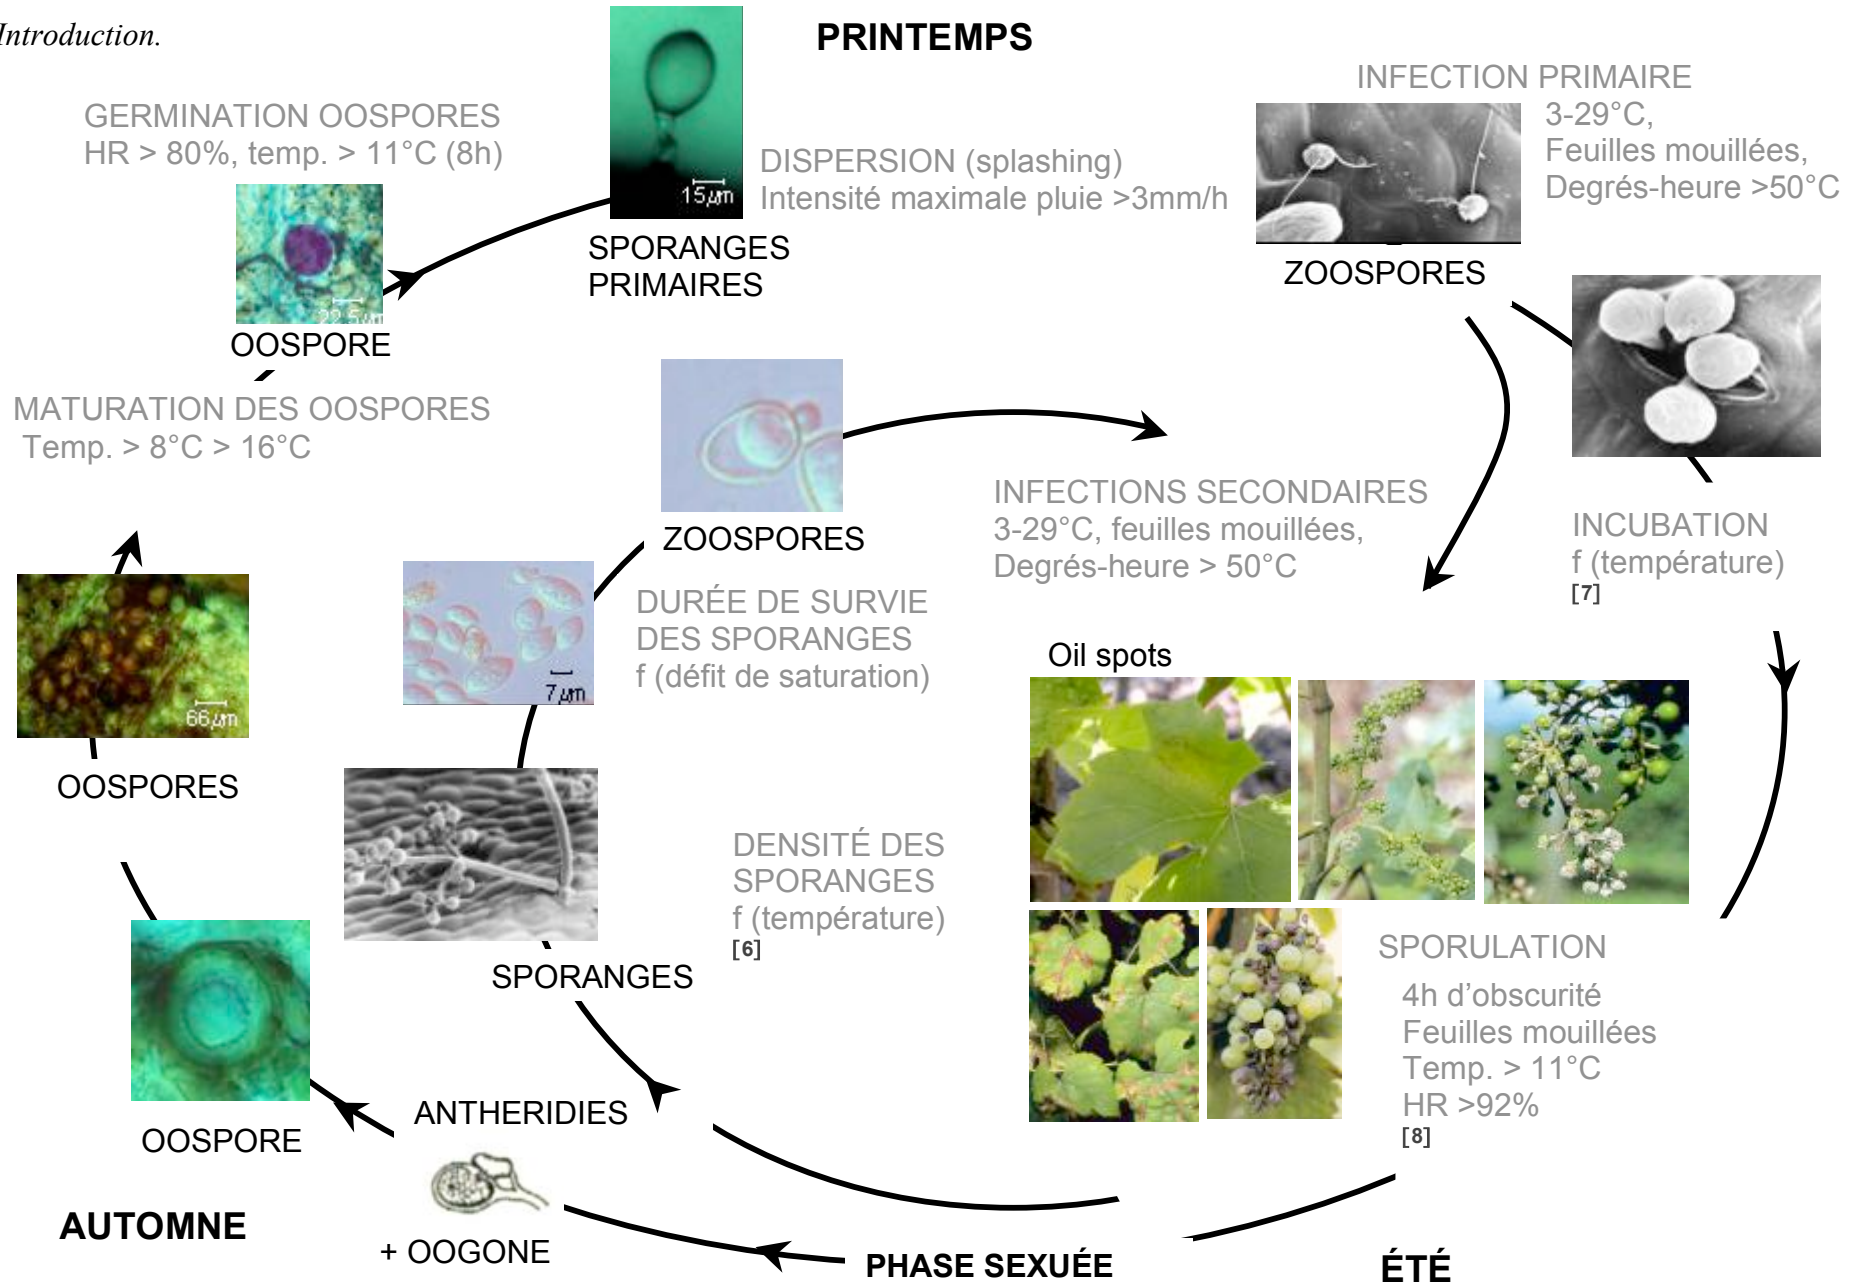 Introduction.
PRINTEMPS
GERMINATION OOSPORES
HR > 80%, temp. > 11°C (8h)
22.5µm
OOSPORE
15µm
SPORANGES
PRIMAIRES
DISPERSION (splashing)
Intensité maximale pluie >3mm/h
INFECTION PRIMAIRE
3-29°C,
Feuilles mouillées,
Degrés-heure >50°C
ZOOSPORES
MATURATION DES OOSPORES
Temp. > 8°C > 16°C
ZOOSPORES
INFECTIONS SECONDAIRES
3-29°C, feuilles mouillées,
Degrés-heure > 50°C
INCUBATION
f (température)
[7]
7µm
DURÉE DE SURVIE
DES SPORANGES
f (défit de saturation)
66µm
OOSPORES
Oil spots
DENSITÉ DES
SPORANGES
f (température)
[6]
SPORANGES
SPORULATION
4h d’obscurité
Feuilles mouillées
Temp. > 11°C
HR >92%
[8]
OOSPORE
ANTHERIDIES
+ OOGONE
AUTOMNE
PHASE SEXUÉE
ÉTÉ